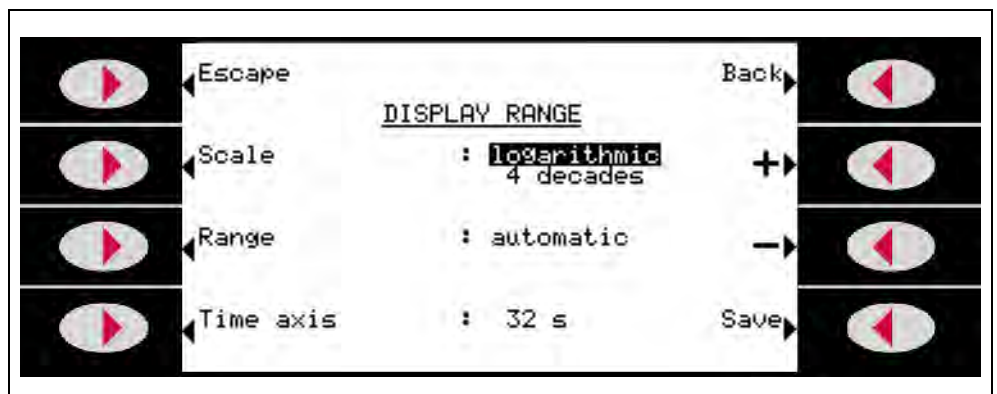 Escape Back
DISPLAY RANGE
Scale : logarithmic +
4 decades
Range : automatic −
Time axis : 32 s Save